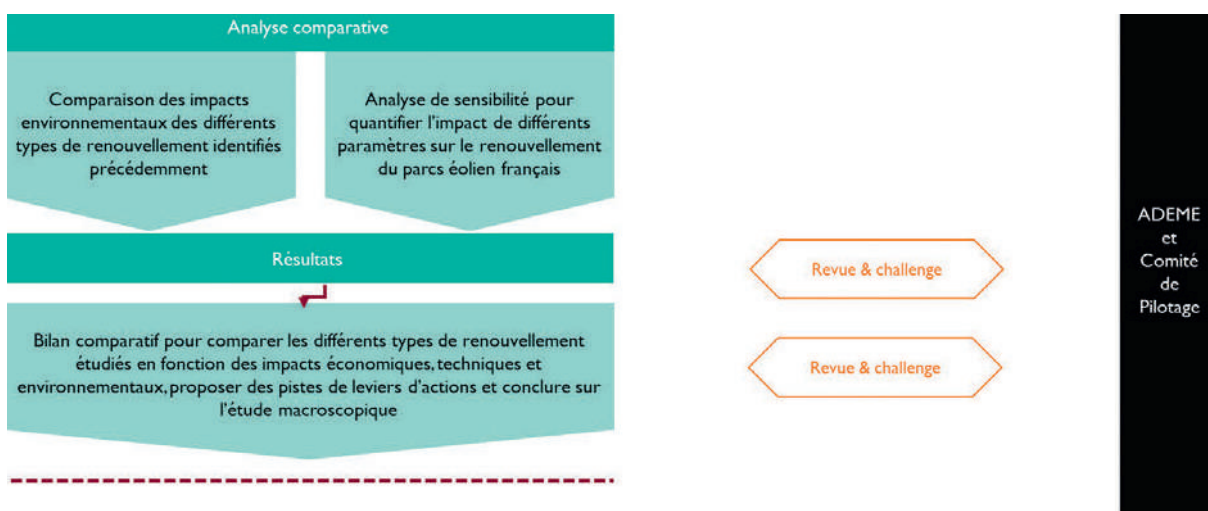 Analyse comparative
Comparaison des impacts
environnementaux des différents
types de renouvellement identifiés
précédemment
Analyse de sensibilité pour
quantifier l'impact de différents
paramètres sur le renouvellement
du parcs éolien français
Résultats
Bilan comparatif pour comparer les différents types de renouvellement
étudiés en fonction des impacts économiques, techniques et
environnementaux, proposer des pistes de leviers d'actions et conclure sur
l'étude macroscopique
Revue & challenge
Revue & challenge
ADEME
et
Comité
de
Pilotage